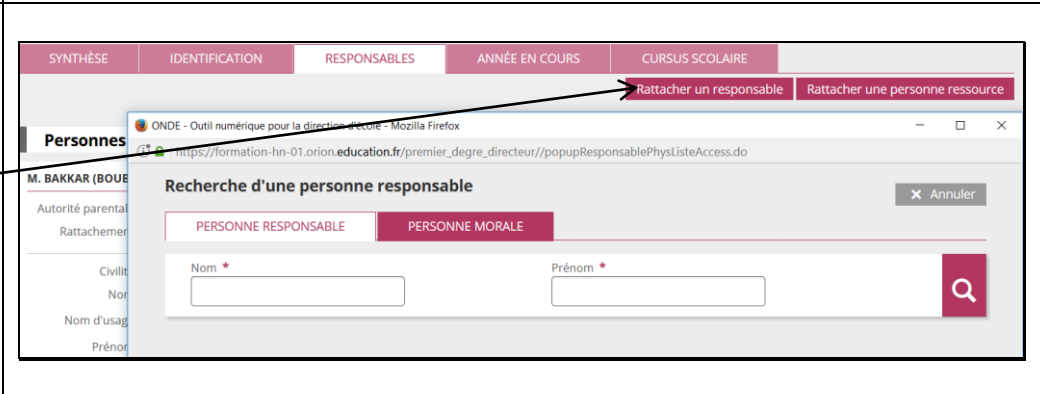 SYNTHÈSE IDENTIFICATION RESPONSABLES ANNÉE EN COURS CURSUS SCOLAIRE
Rattacher un responsable Rattacher une personne ressource
ONDE - Outil numérique pour la direction d'école - Mozilla Firefox
Personnes
https://formation-hn-01.orion.education.fr/premier_degre_directeur//popupResponsablePhysListeAccess.do
M. BAKKAR (BOUB
Recherche d'une personne responsable
Annuler
Autorité parental
PERSONNE RESPONSABLE PERSONNE MORALE
Rattachemer
Civilit
Nom * Prénom *
Nor
Nom d'usag
Prénor